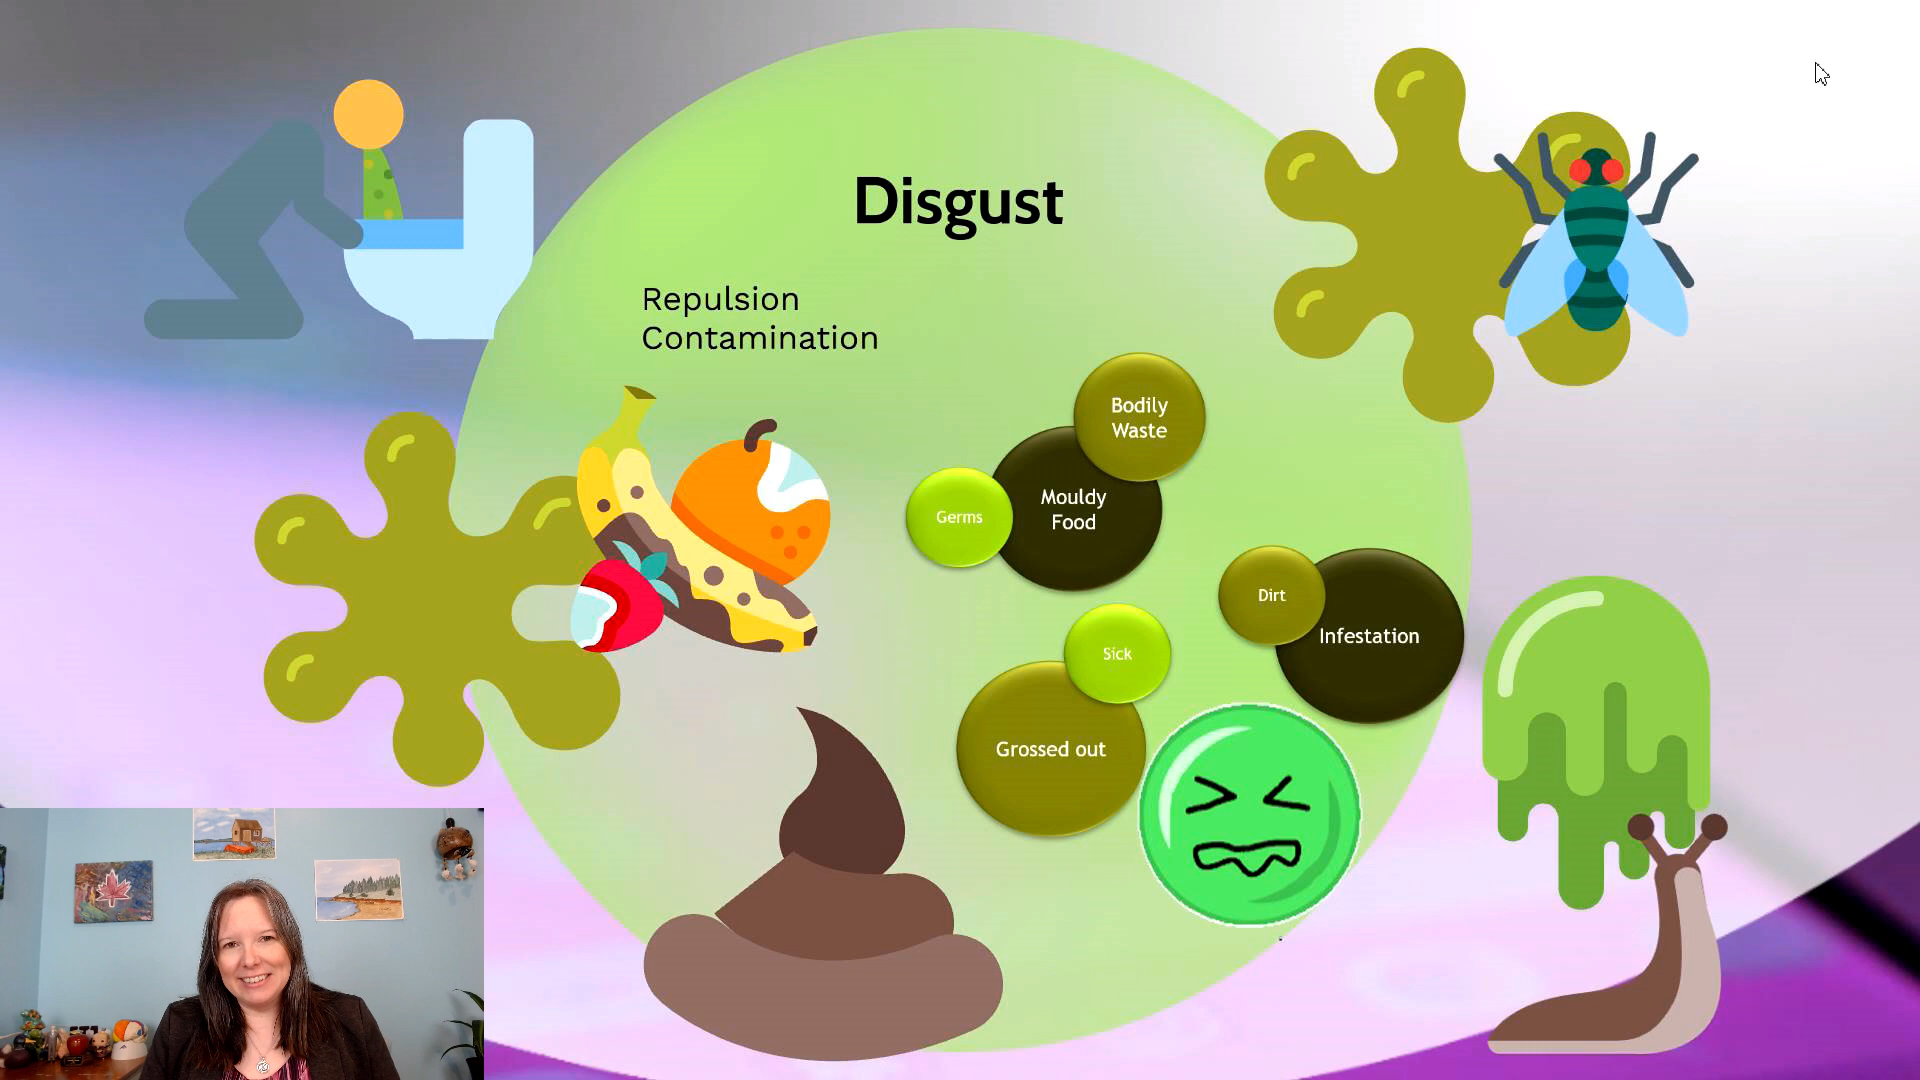 Disgust
Repulsion
Contamination
Bodily
Waste
Mouldy
Food
Germs
Dirt
Infestation
Sick
Grossed out